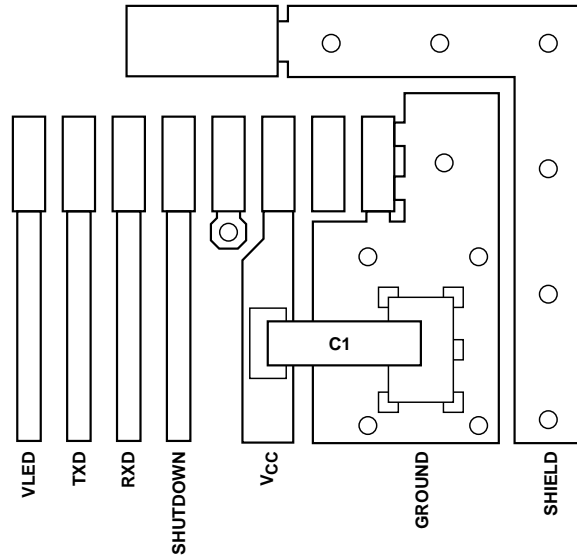 C1
VLED
TXD
RXD
SHUTDOWN
VCC
GROUND
SHIELD